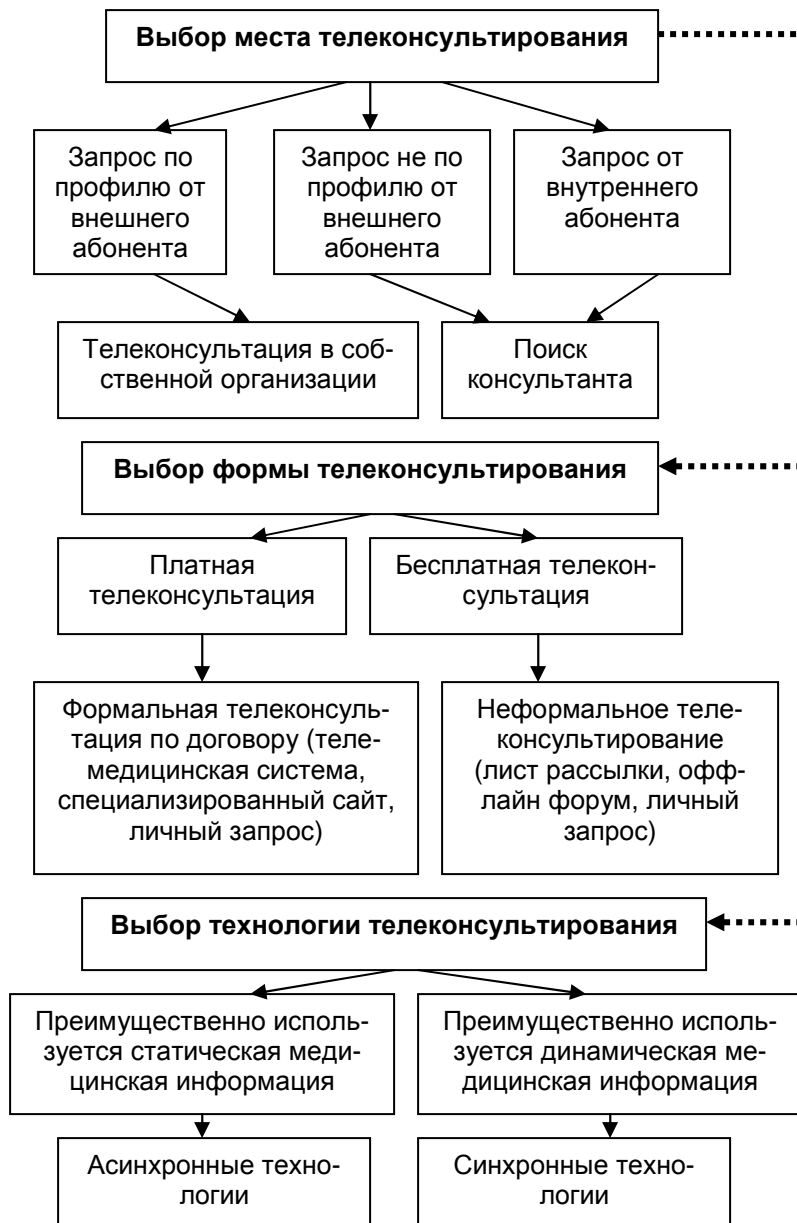 Выбор места телеконсультирования
Запрос по
профилю от
внешнего
абонента
Запрос не по
профилю от
внешнего
абонента
Запрос от
внутреннего
абонента
Телеконсультация в соб-
ственной организации
Поиск
консультанта
Выбор формы телеконсультирования
Платная
телеконсультация
Бесплатная телекон-
сультация
Формальная телеконсуль-
тация по договору (теле-
медицинская система,
специализированный сайт,
личный запрос)
Неформальное теле-
консультирование
(лист рассылки, офф-
лайн форум, личный
запрос)
Выбор технологии телеконсультирования
Преимущественно исполь-
зуется статическая меди-
цинская информация
Преимущественно исполь-
зуется динамическая ме-
дицинская информация
Асинхронные техно-
логии
Синхронные техно-
логии